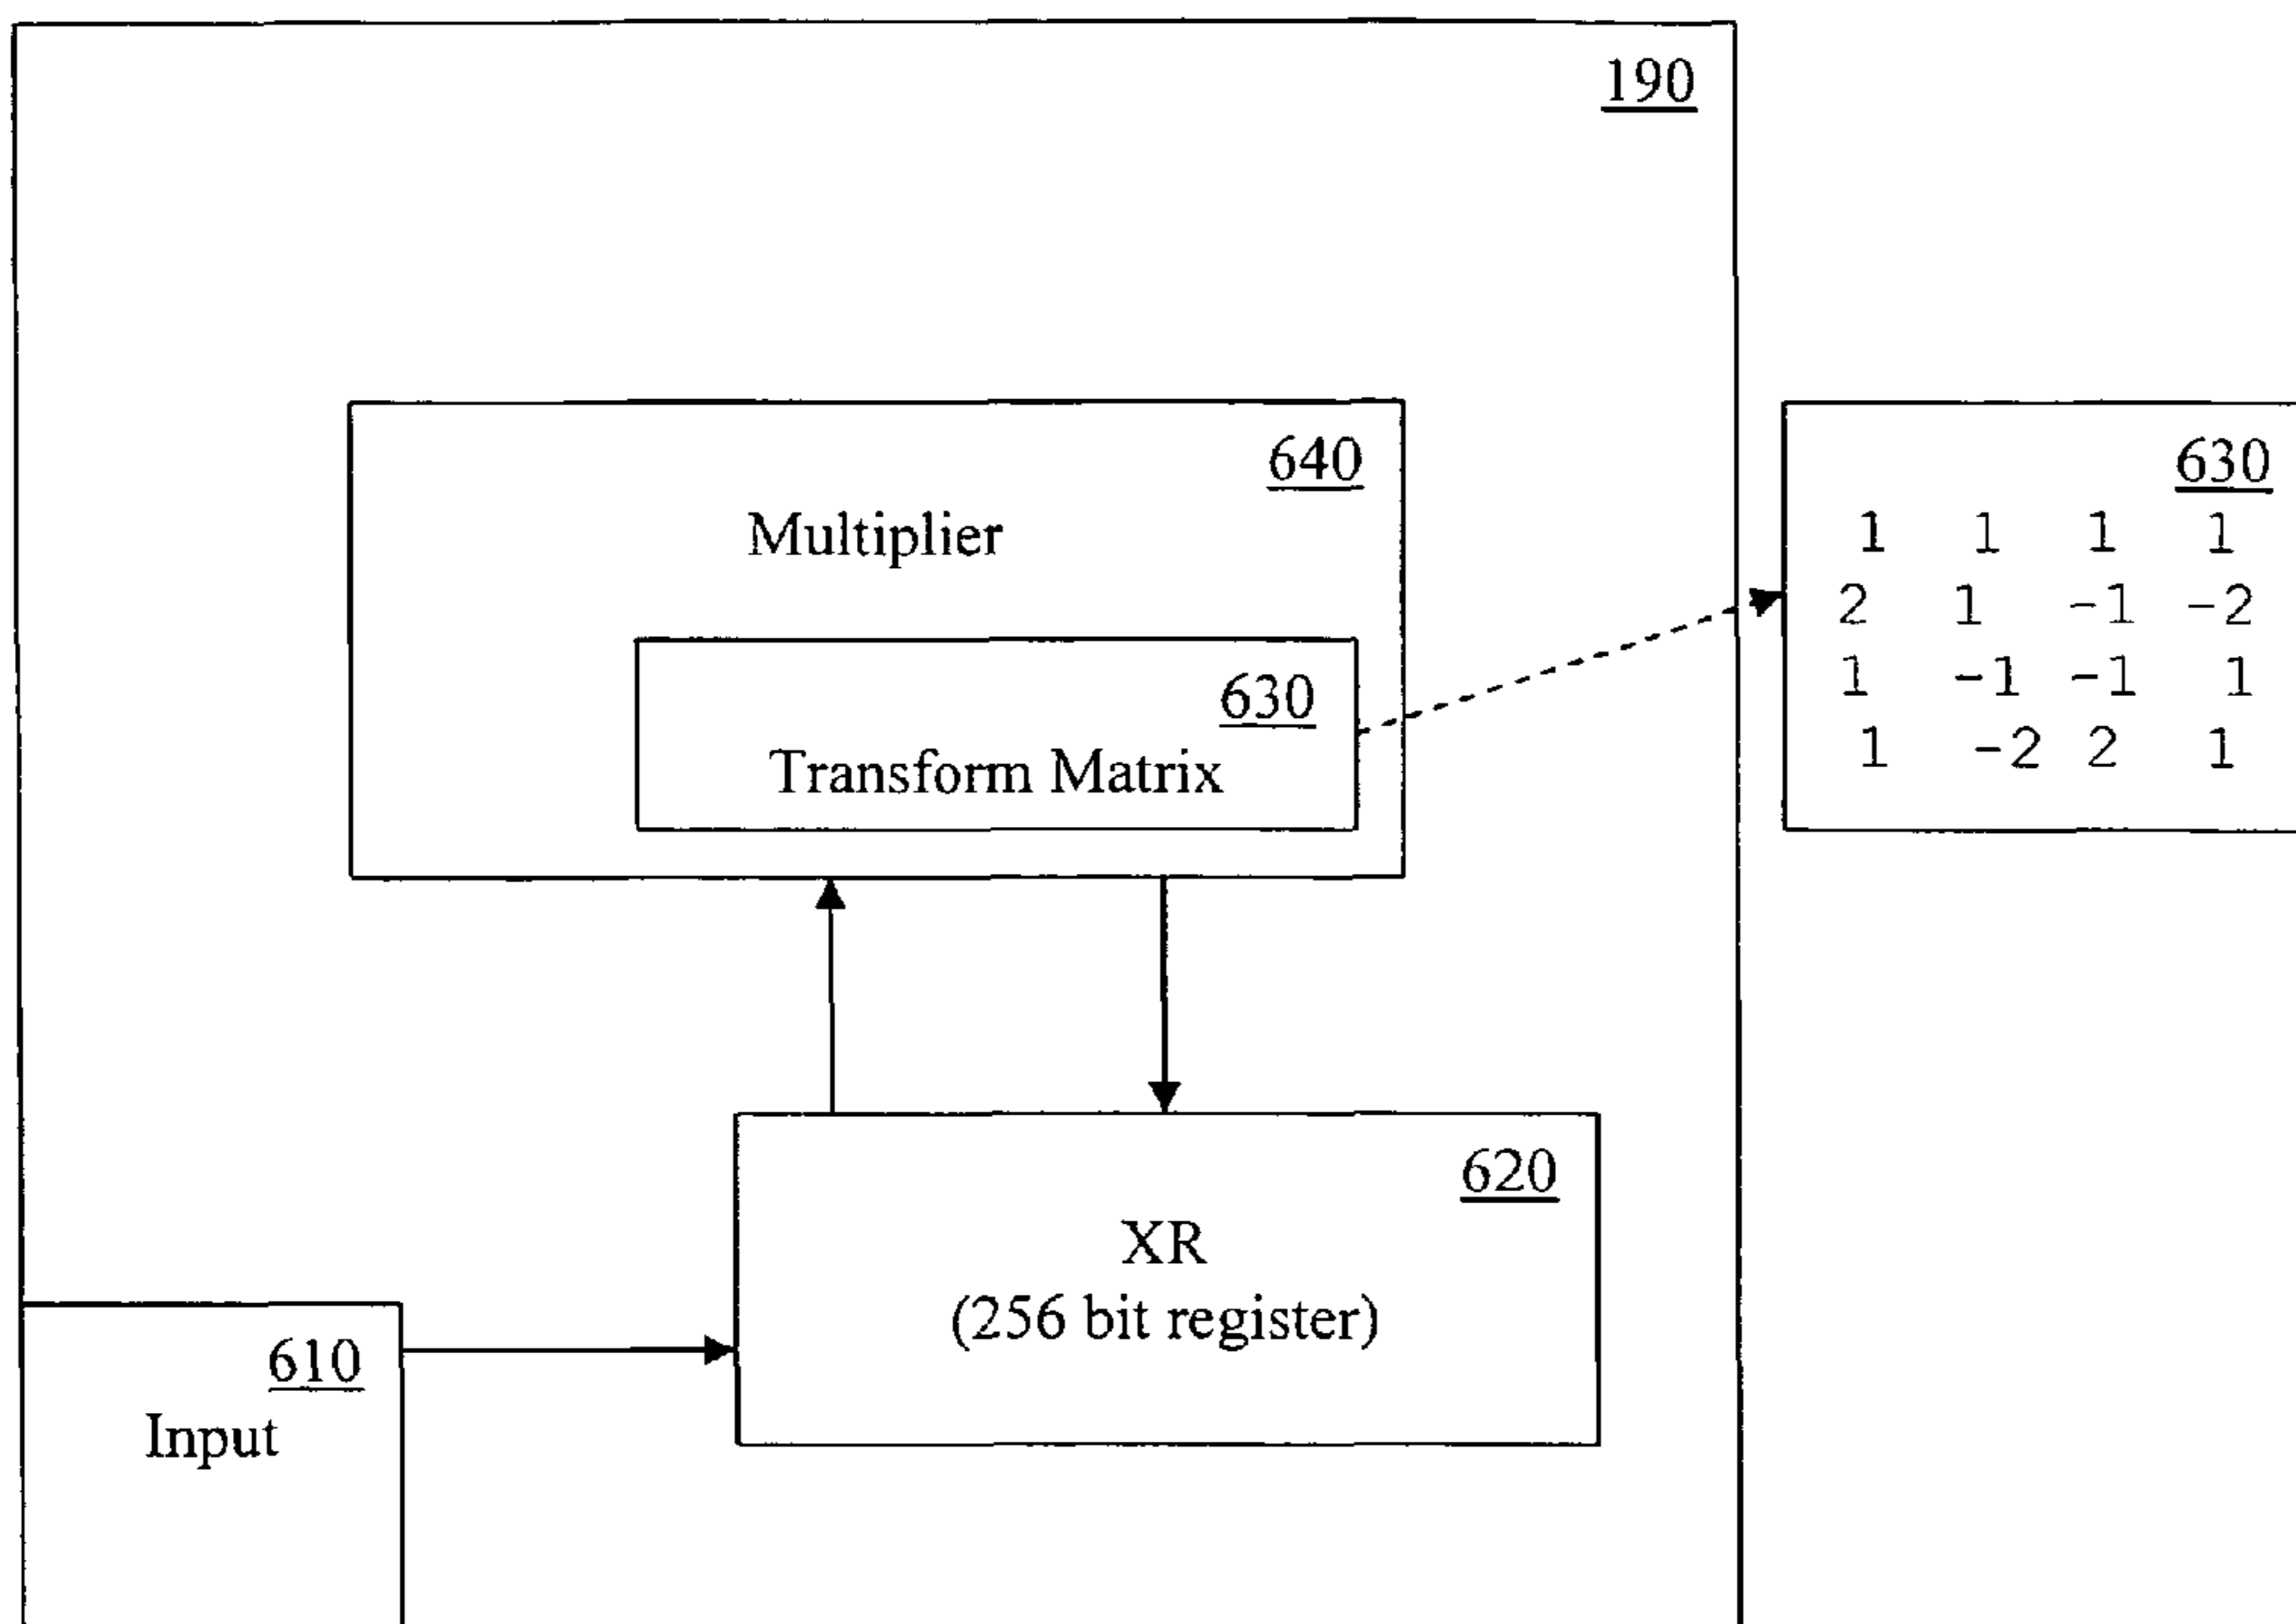 190
640
Multiplier
630
Transform Matrix
630
1 1 1 1
2 1 -1 -2
1 -1 -1 1
1 -2 2 1
620
XR
(256 bit register)
610
Input